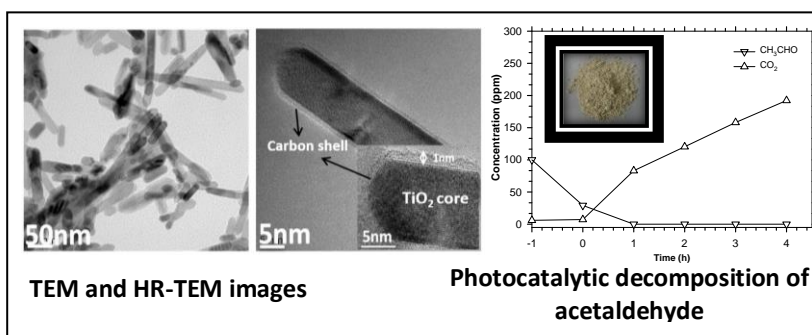 50nm
5nm
Carbon shell
1nm
TiO₂ core
5nm
TEM and HR-TEM images
300
250
200
150
100
50
0
Concentration (ppm)
CH₃CHO
CO₂
-1 0 1 2 3 4
Time (h)
Photocatalytic decomposition of
acetaldehyde